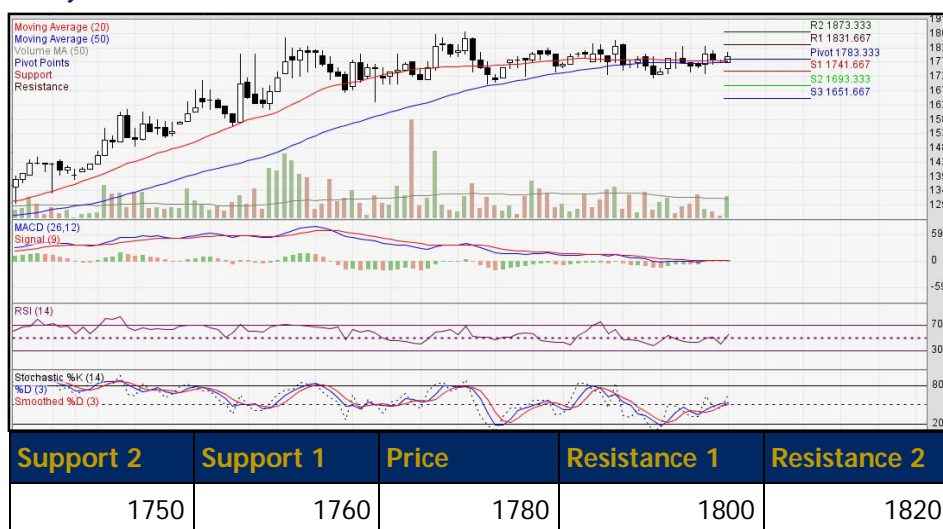 Moving Average (20)
Moving Average (50)
Volume MA (50)
Pivot Points
Support
Resistance
R2 1873.333
R1 1831.667
Pivot 1783.333
S1 1741.667
S2 1693.333
S3 1651.667
MACD (26,12)
Signal (9)
59
0
-59
RSI (14)
70
30
Stochastic %K (14)
%D (3)
Smoothed %D (3)
80
20
Support 2 Support 1 Price Resistance 1 Resistance 2
1750 1760 1780 1800 1820